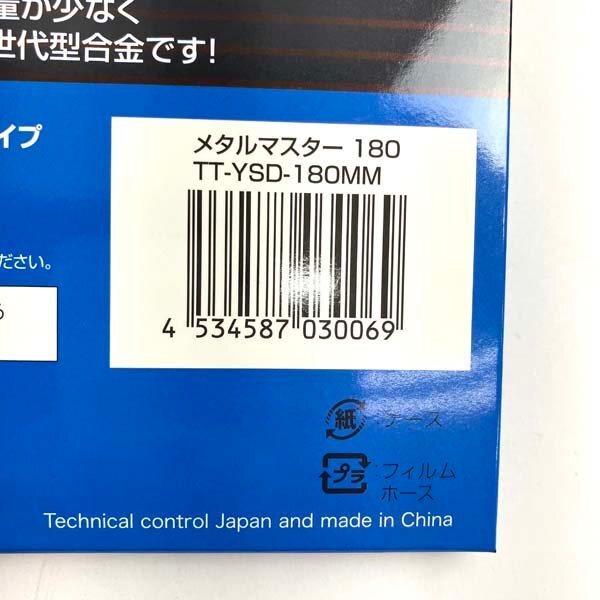 量が少なく
世代型合金です!
イプ
メタルマスター 180
TT-YSD-180MM
ださい。
4 534587 030069
紙 :ケース
プラ :フィルム
ホース
Technical control Japan and made in China